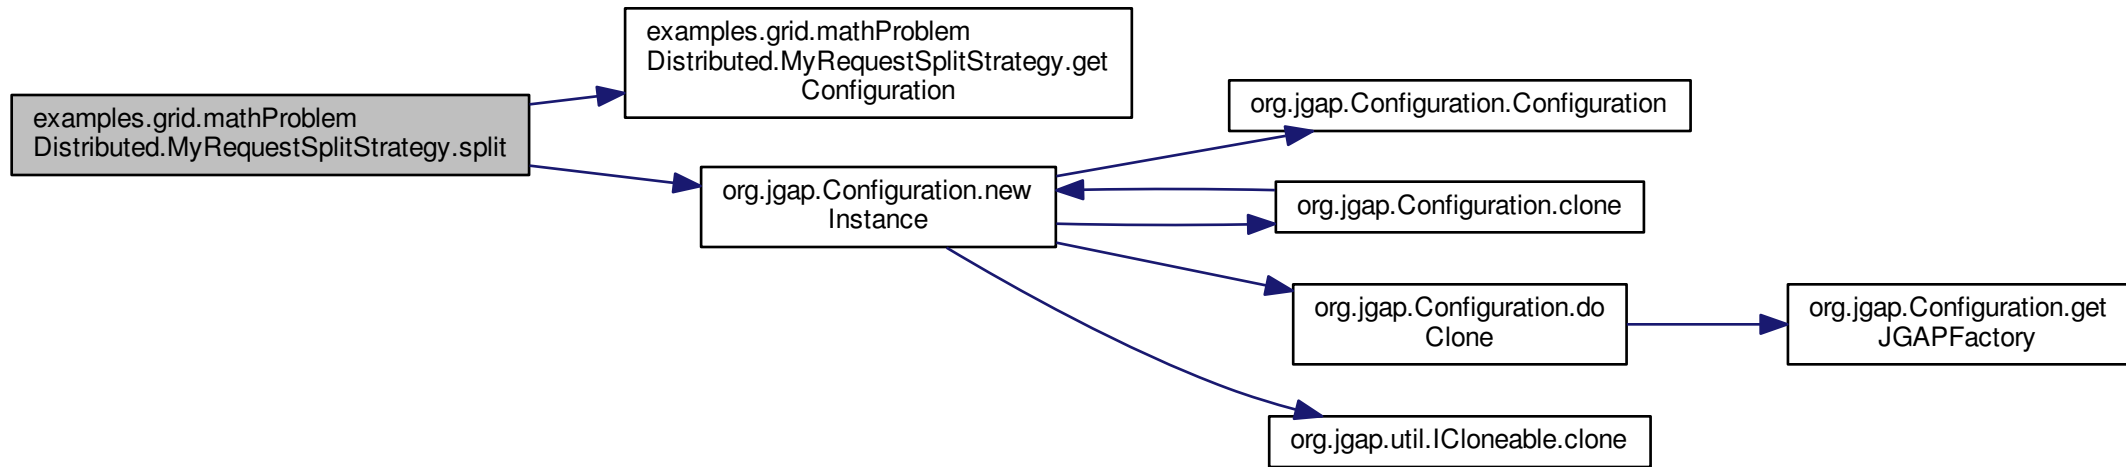 examples.grid.mathProblem
Distributed.MyRequestSplitStrategy.split
examples.grid.mathProblem
Distributed.MyRequestSplitStrategy.get
Configuration
org.jgap.Configuration.new
Instance
org.jgap.Configuration.Configuration
org.jgap.Configuration.clone
org.jgap.Configuration.do
Clone
org.jgap.util.ICloneable.clone
org.jgap.Configuration.get
JGAPFactory